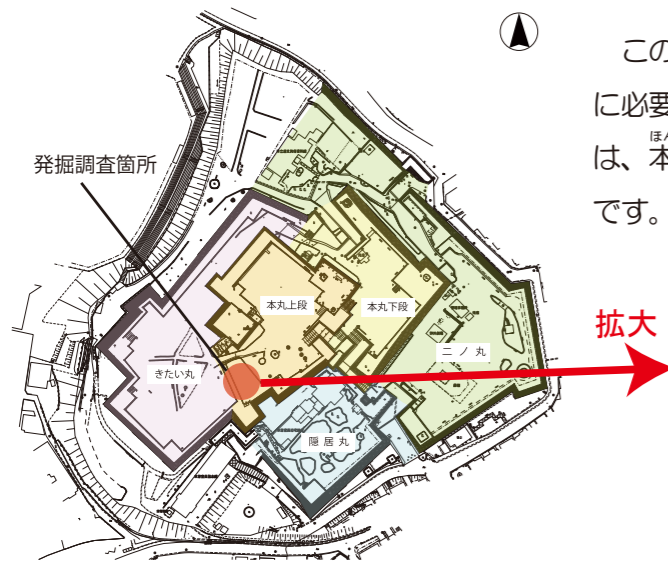 この
に必要
ほん
は、本
です。
発掘調査箇所
本丸上段
本丸下段
二ノ丸
きたい丸
隠居丸
拡大